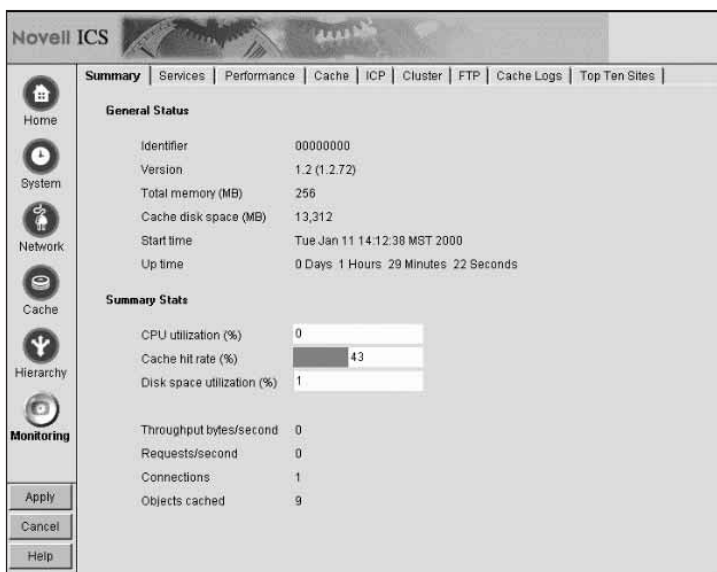 Novell ICS
Summary Services Performance Cache ICP Cluster FTP Cache Logs Top Ten Sites
Home
System
Network
Cache
Hierarchy
Monitoring
Apply
Cancel
Help
General Status
Identifier 00000000
Version 1.2 (1.2.72)
Total memory (MB) 256
Cache disk space (MB) 13,312
Start time Tue Jan 11 14:12:38 MST 2000
Up time 0 Days 1 Hours 29 Minutes 22 Seconds
Summary Stats
CPU utilization (%) 0
Cache hit rate (%) 43
Disk space utilization (%) 1
Throughput bytes/second 0
Requests/second 0
Connections 1
Objects cached 9